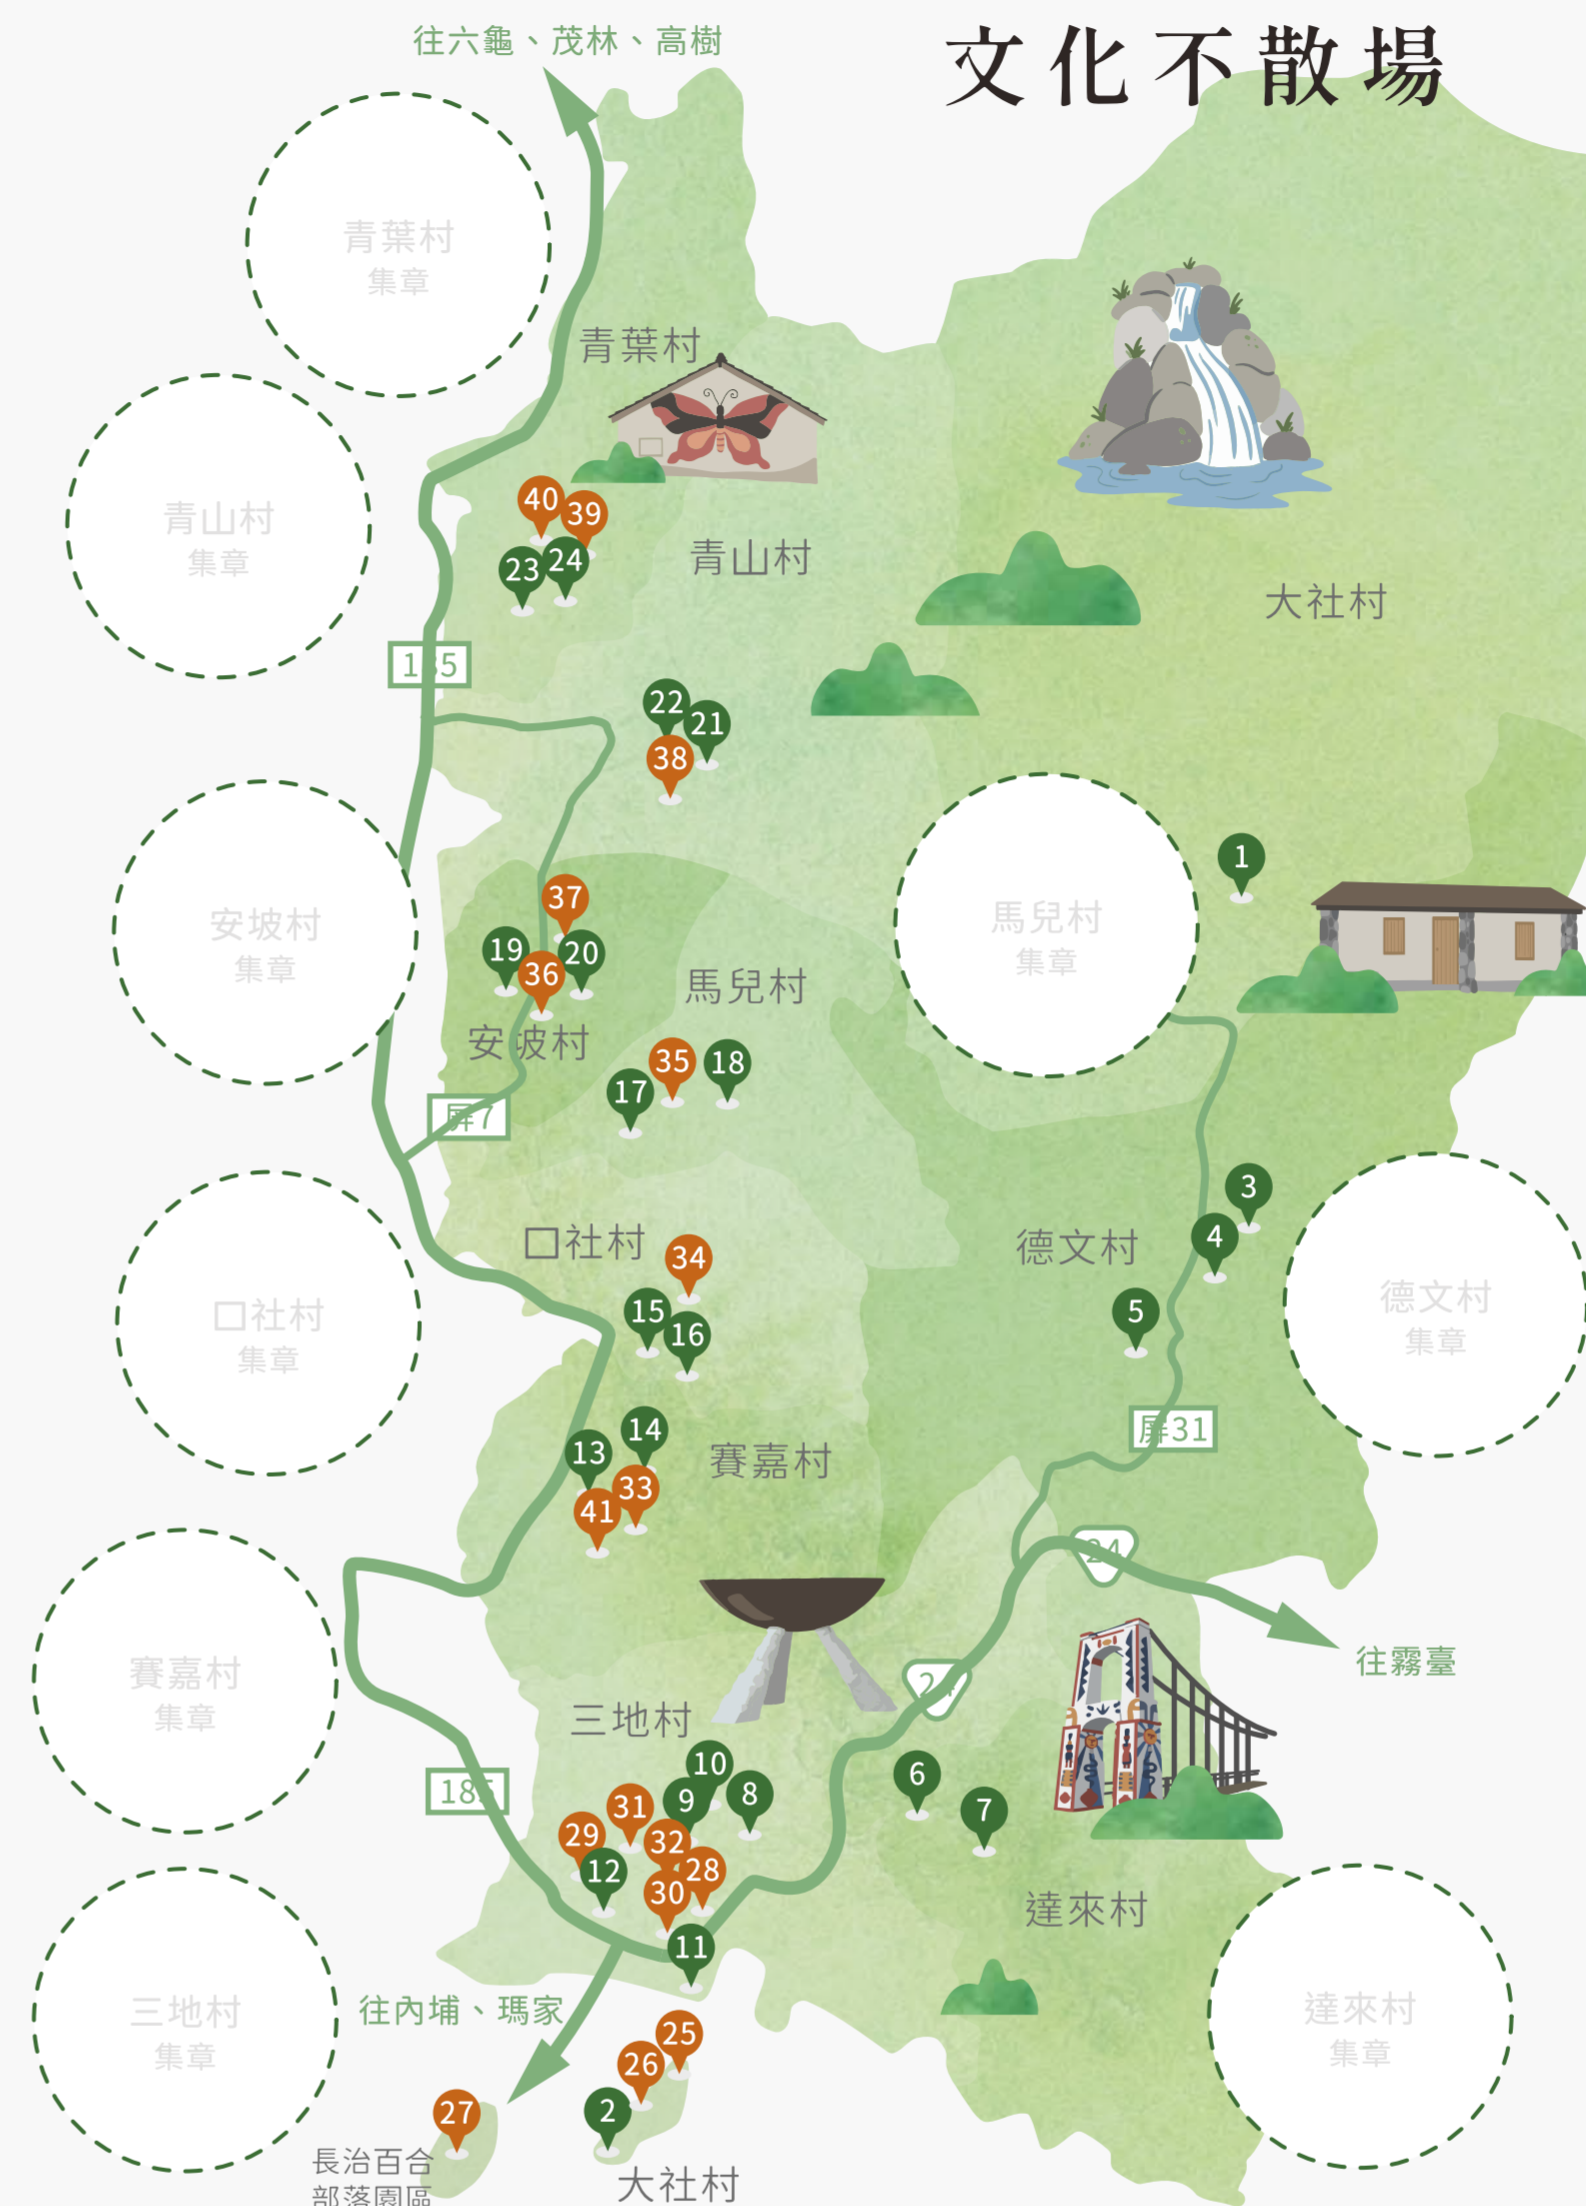 往六龜、茂林、高樹
文化不散場
青葉村
集章
青葉村
青山村
集章
40
39
23
24
青山村
大社村
185
22
21
38
安坡村
集章
馬兒村
集章
1
37
19
20
36
馬兒村
安坡村
35
18
17
屏7
口社村
集章
口社村
34
15
16
德文村
3
4
5
德文村
集章
屏31
14
13
33
41
賽嘉村
24
賽嘉村
集章
往霧臺
24
三地村
185
10
9
8
31
29
32
12
28
30
11
6
7
達來村
三地村
集章
往內埔、瑪家
達來村
集章
25
26
2
27
長治百合
部落園區
大社村